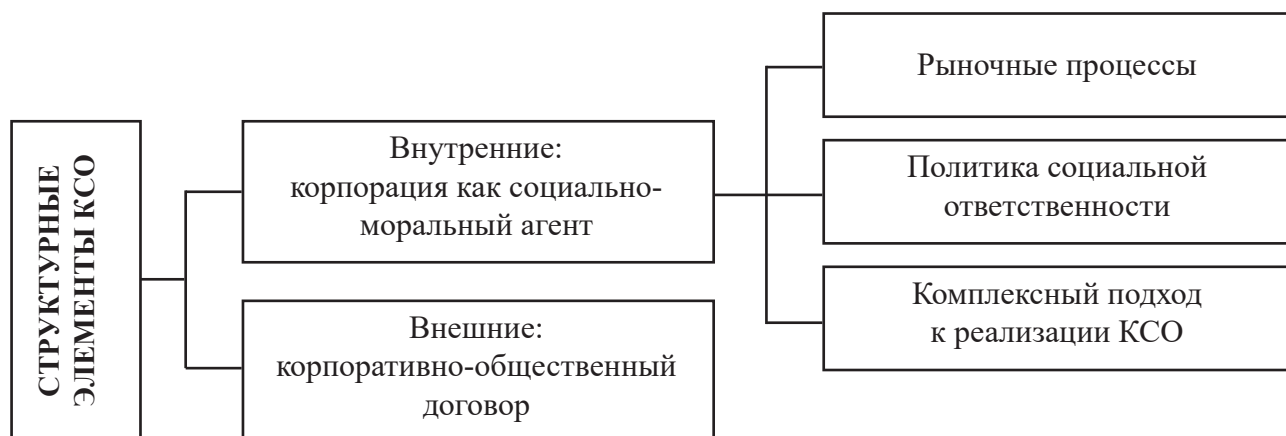 СТРУКТУРНЫЕ
ЭЛЕМЕНТЫ КСО
Внутренние:
корпорация как социально-
моральный агент
Внешние:
корпоративно-общественный
договор
Рыночные процессы
Политика социальной
ответственности
Комплексный подход
к реализации КСО